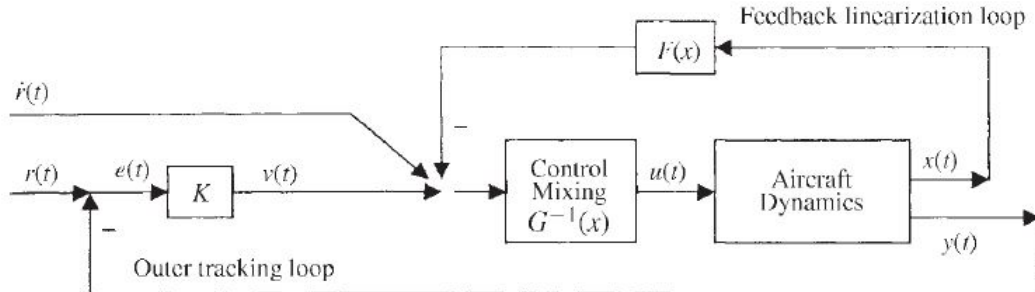 Feedback linearization loop
F(x)
ṙ(t)
−
r(t)
e(t)
K
v(t)
Control
Mixing
G⁻¹(x)
u(t)
Aircraft
Dynamics
x(t)
y(t)
−
Outer tracking loop